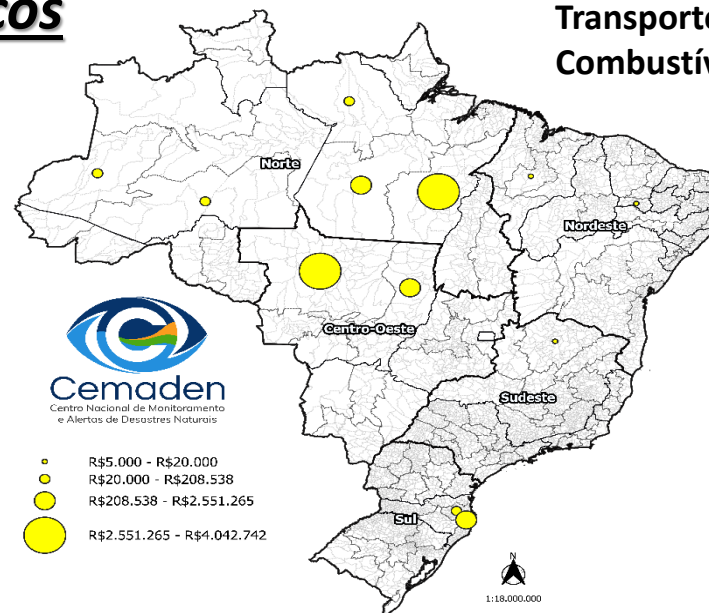 Transporte
Combustív
Norte
Nordeste
Centro-Oeste
Sudeste
Sul
Cemaden
Centro Nacional de Monitoramento
e Alertas de Desastres Naturais
R$5.000 - R$20.000
R$20.000 - R$208.538
R$208.538 - R$2.551.265
R$2.551.265 - R$4.042.742
N
1:18.000.000